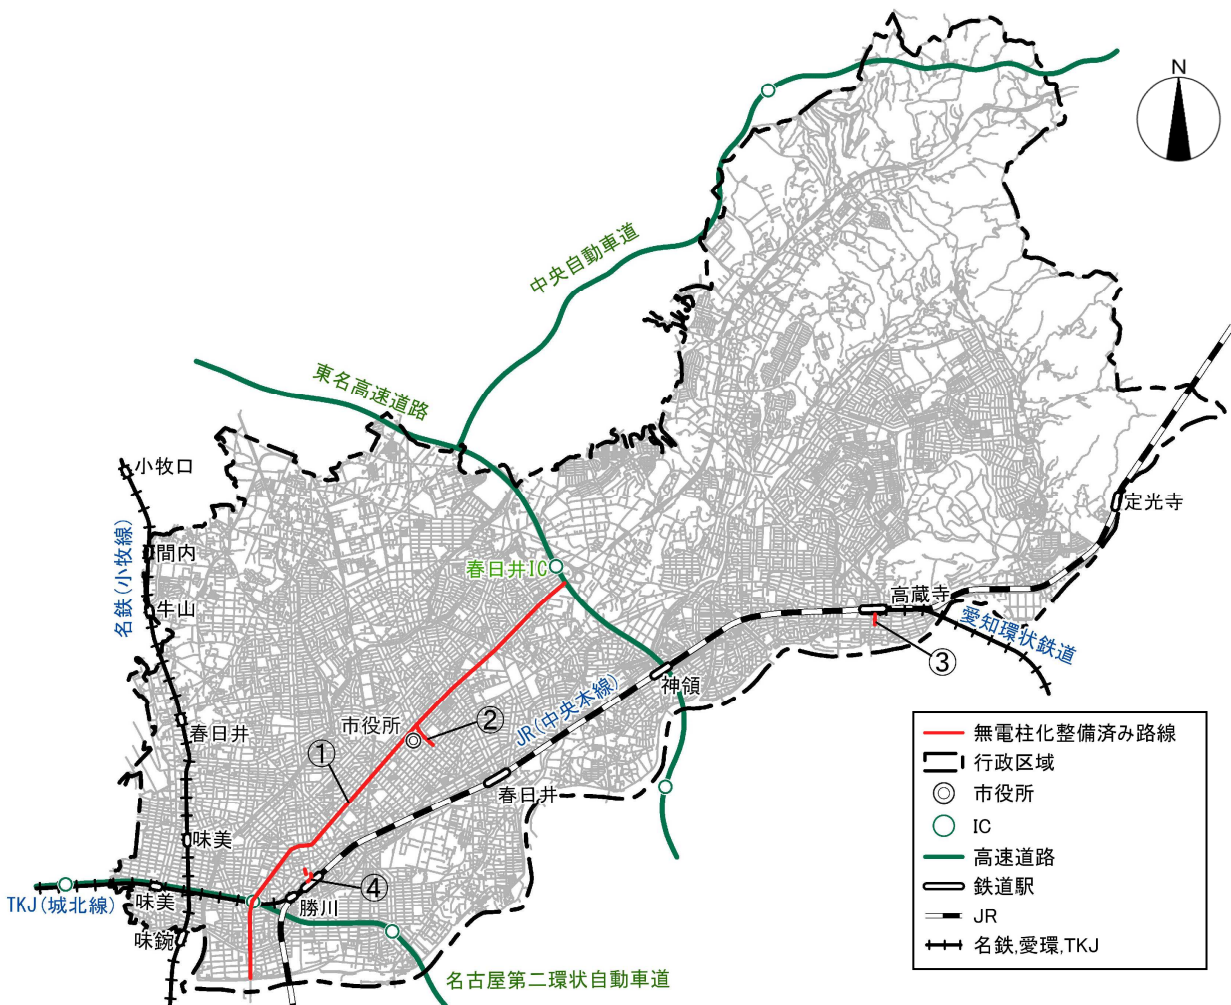 N
中央自動車道
東名高速道路
小牧口
間内
名鉄(小牧線)
牛山
春日井IC
定光寺
高蔵寺
愛知環状鉄道
③
神領
JR(中央本線)
市役所
②
①
春日井
春日井
味美
④
TKJ(城北線)
味美
勝川
味鋺
名古屋第二環状自動車道
無電柱化整備済み路線
行政区域
市役所
IC
高速道路
鉄道駅
JR
名鉄,愛環,TKJ